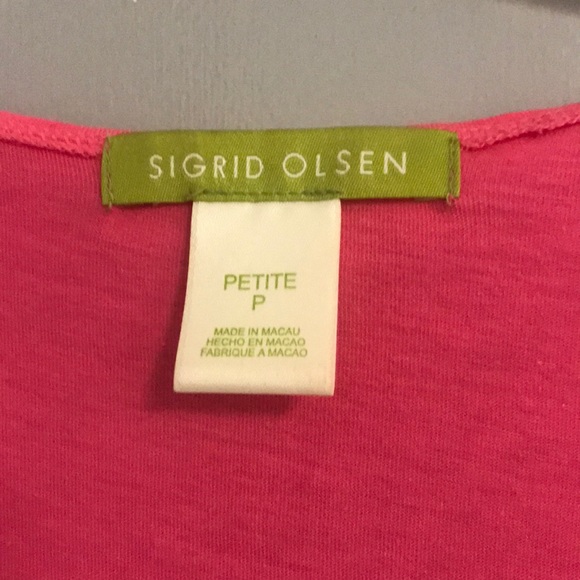 SIGRID OLSEN
PETITE
P
MADE IN MACAU
HECHO EN MACAO
FABRIQUE A MACAO